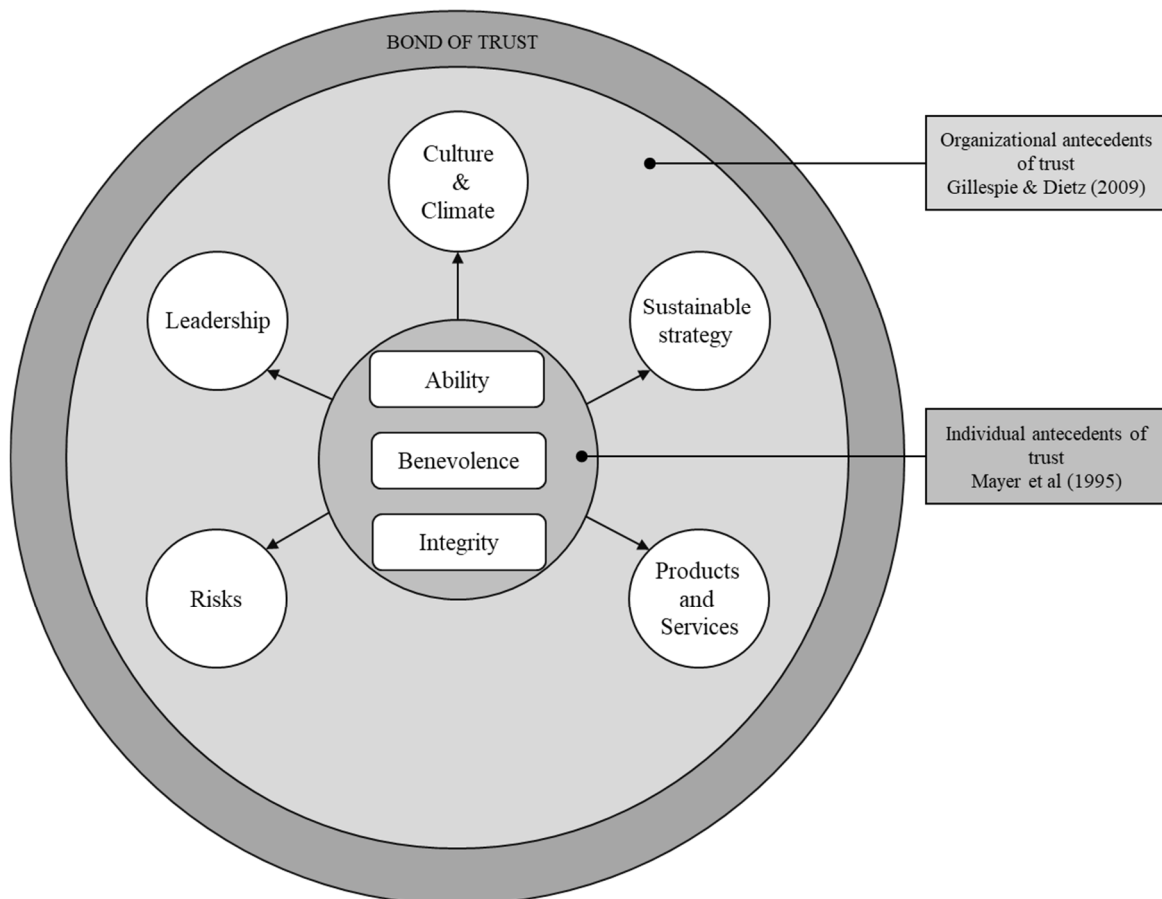 BOND OF TRUST
Culture
&
Climate
Organizational antecedents
of trust
Gillespie & Dietz (2009)
Leadership
Sustainable
strategy
Ability
Benevolence
Integrity
Individual antecedents of
trust
Mayer et al (1995)
Risks
Products
and
Services